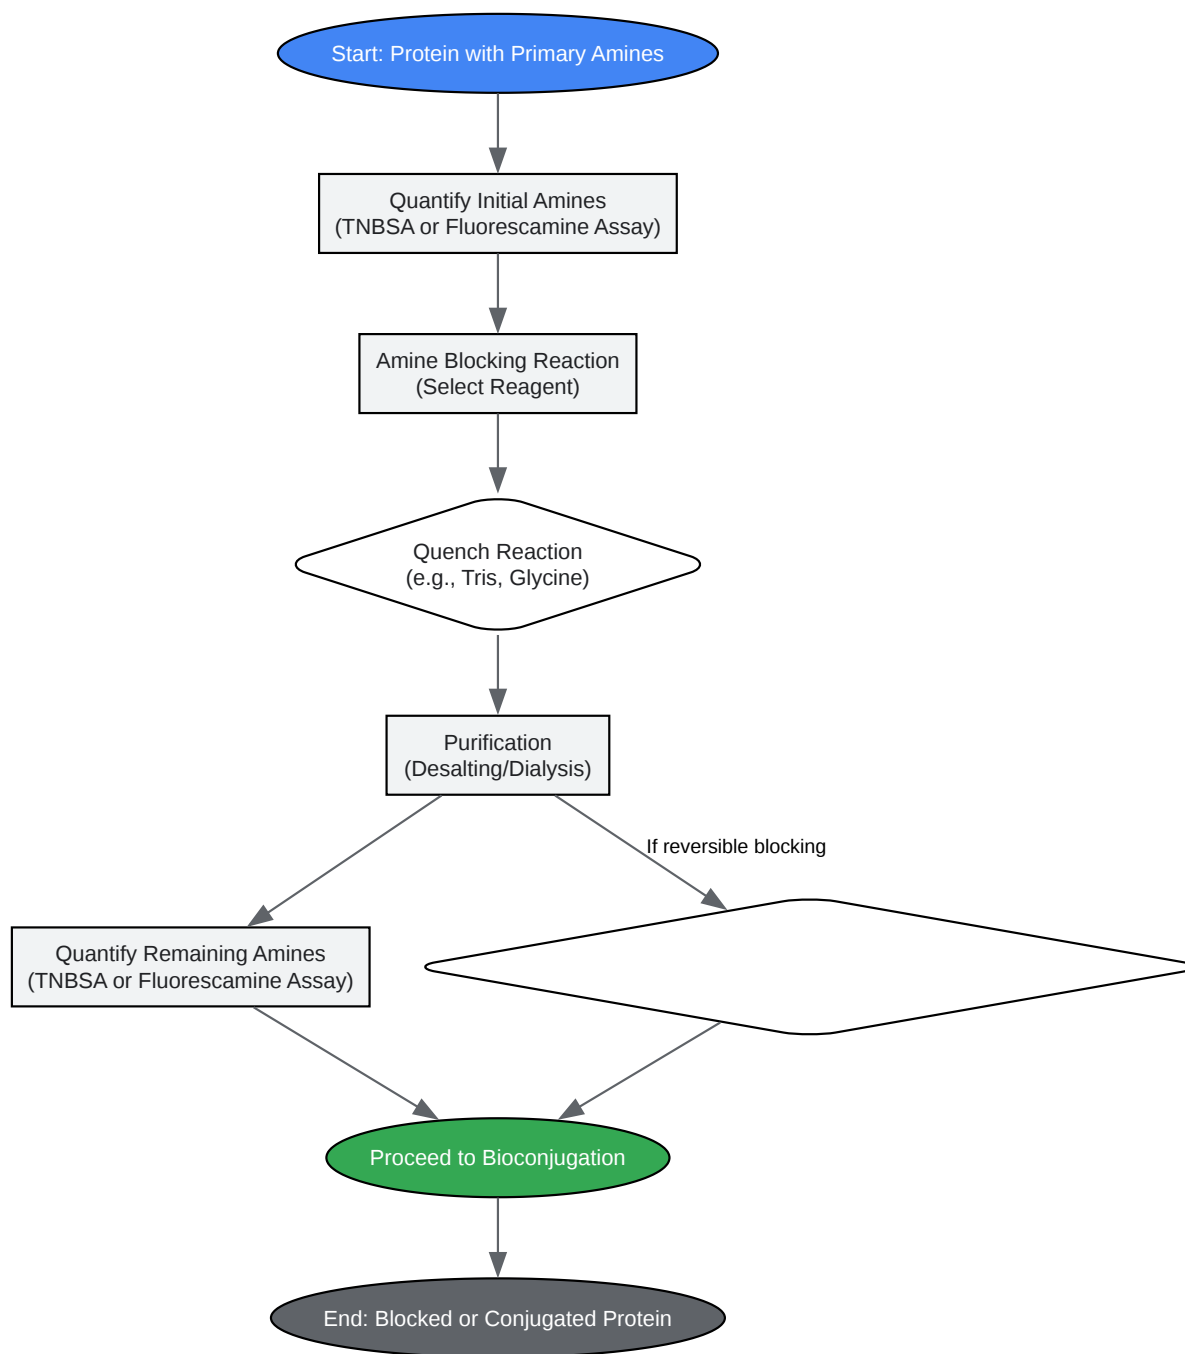 Start: Protein with Primary Amines
Quantify Initial Amines
(TNBSA or Fluorescamine Assay)
Amine Blocking Reaction
(Select Reagent)
Quench Reaction
(e.g., Tris, Glycine)
Purification
(Desalting/Dialysis)
If reversible blocking
Quantify Remaining Amines
(TNBSA or Fluorescamine Assay)
Proceed to Bioconjugation
End: Blocked or Conjugated Protein